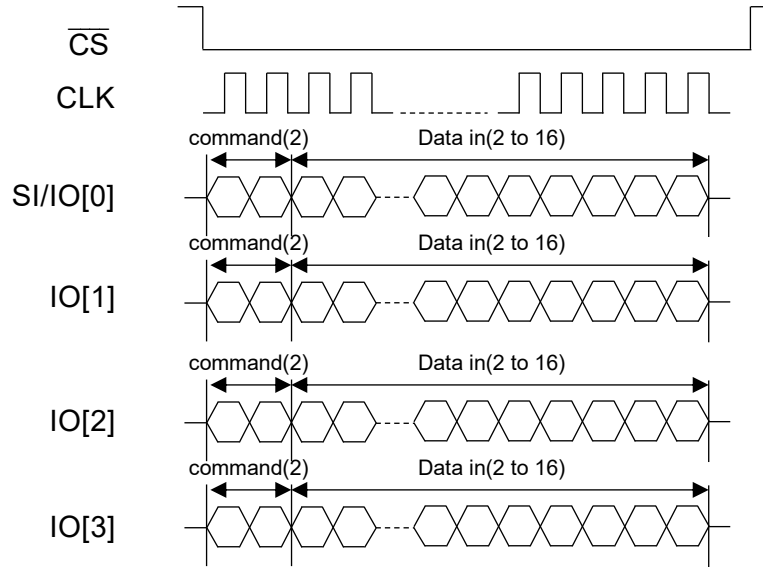 C̅S̅
CLK
command(2) Data in(2 to 16)
SI/IO[0]
command(2) Data in(2 to 16)
IO[1]
command(2) Data in(2 to 16)
IO[2]
command(2) Data in(2 to 16)
IO[3]